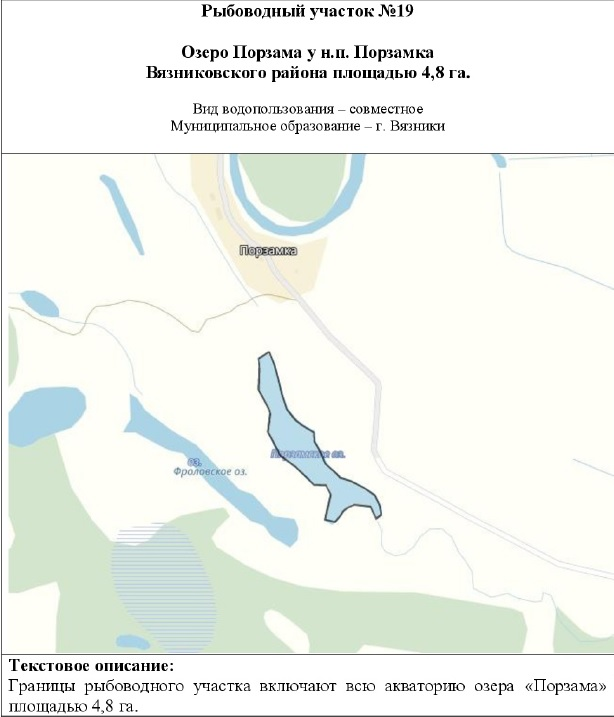 Рыбоводный участок №19
Озеро Порзама у н.п. Порзамка
Вязниковского района площадью 4,8 га.
Вид водопользования – совместное
Муниципальное образование – г. Вязники
Порзамка
оз.
Фроловское оз.
оз.
Текстовое описание:
Границы рыбоводного участка включают всю акваторию озера «Порзама»
площадью 4,8 га.